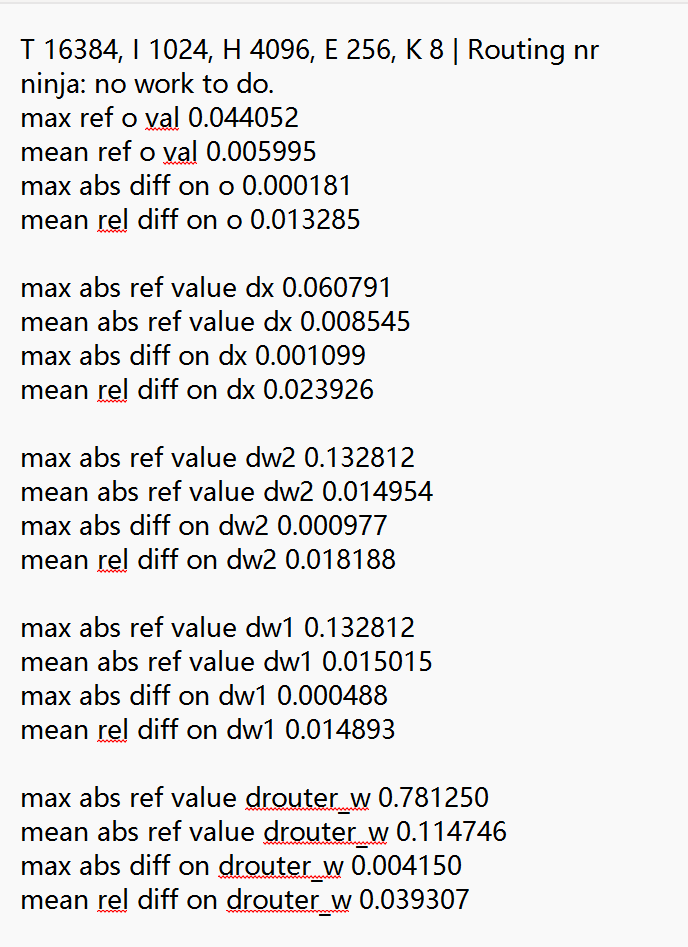 T 16384, I 1024, H 4096, E 256, K 8 | Routing nr
ninja: no work to do.
max ref o val 0.044052
mean ref o val 0.005995
max abs diff on o 0.000181
mean rel diff on o 0.013285
max abs ref value dx 0.060791
mean abs ref value dx 0.008545
max abs diff on dx 0.001099
mean rel diff on dx 0.023926
max abs ref value dw2 0.132812
mean abs ref value dw2 0.014954
max abs diff on dw2 0.000977
mean rel diff on dw2 0.018188
max abs ref value dw1 0.132812
mean abs ref value dw1 0.015015
max abs diff on dw1 0.000488
mean rel diff on dw1 0.014893
max abs ref value drouter_w 0.781250
mean abs ref value drouter_w 0.114746
max abs diff on drouter_w 0.004150
mean rel diff on drouter_w 0.039307